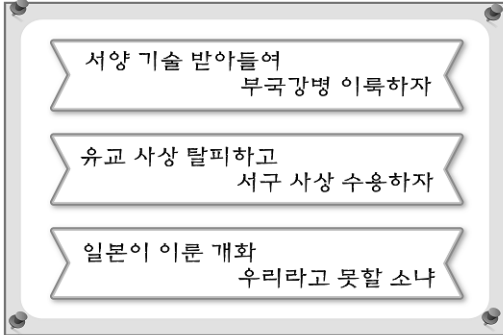 서양 기술 받아들여
부국강병 이룩하자
유교 사상 탈피하고
서구 사상 수용하자
일본이 이룬 개화
우리라고 못할 소냐